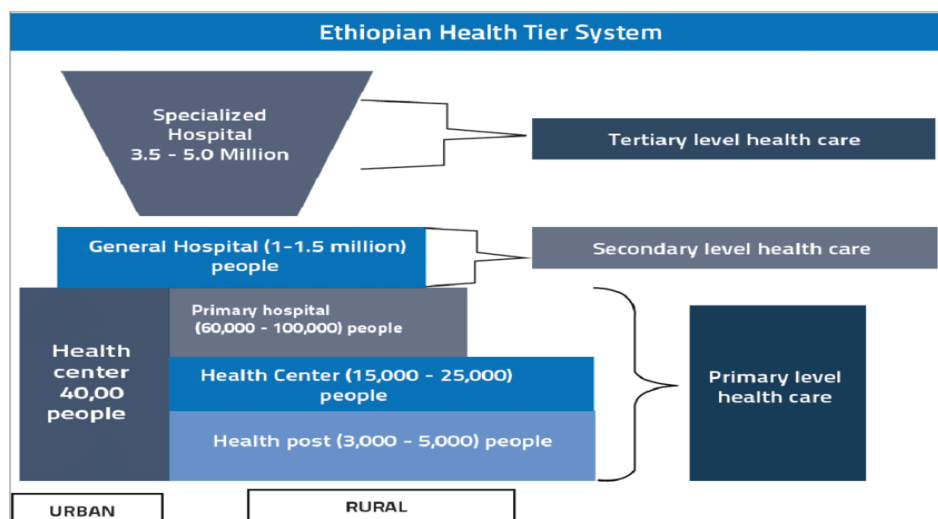 Ethiopian Health Tier System
Specialized
Hospital
3.5 - 5.0 Million
Tertiary level health care
General Hospital (1-1.5 million)
people
Secondary level health care
Primary hospital
(60,000 - 100,000) people
Health
center
40,00
people
Health Center (15,000 - 25,000)
people
Primary level
health care
Health post (3,000 - 5,000) people
URBAN
RURAL